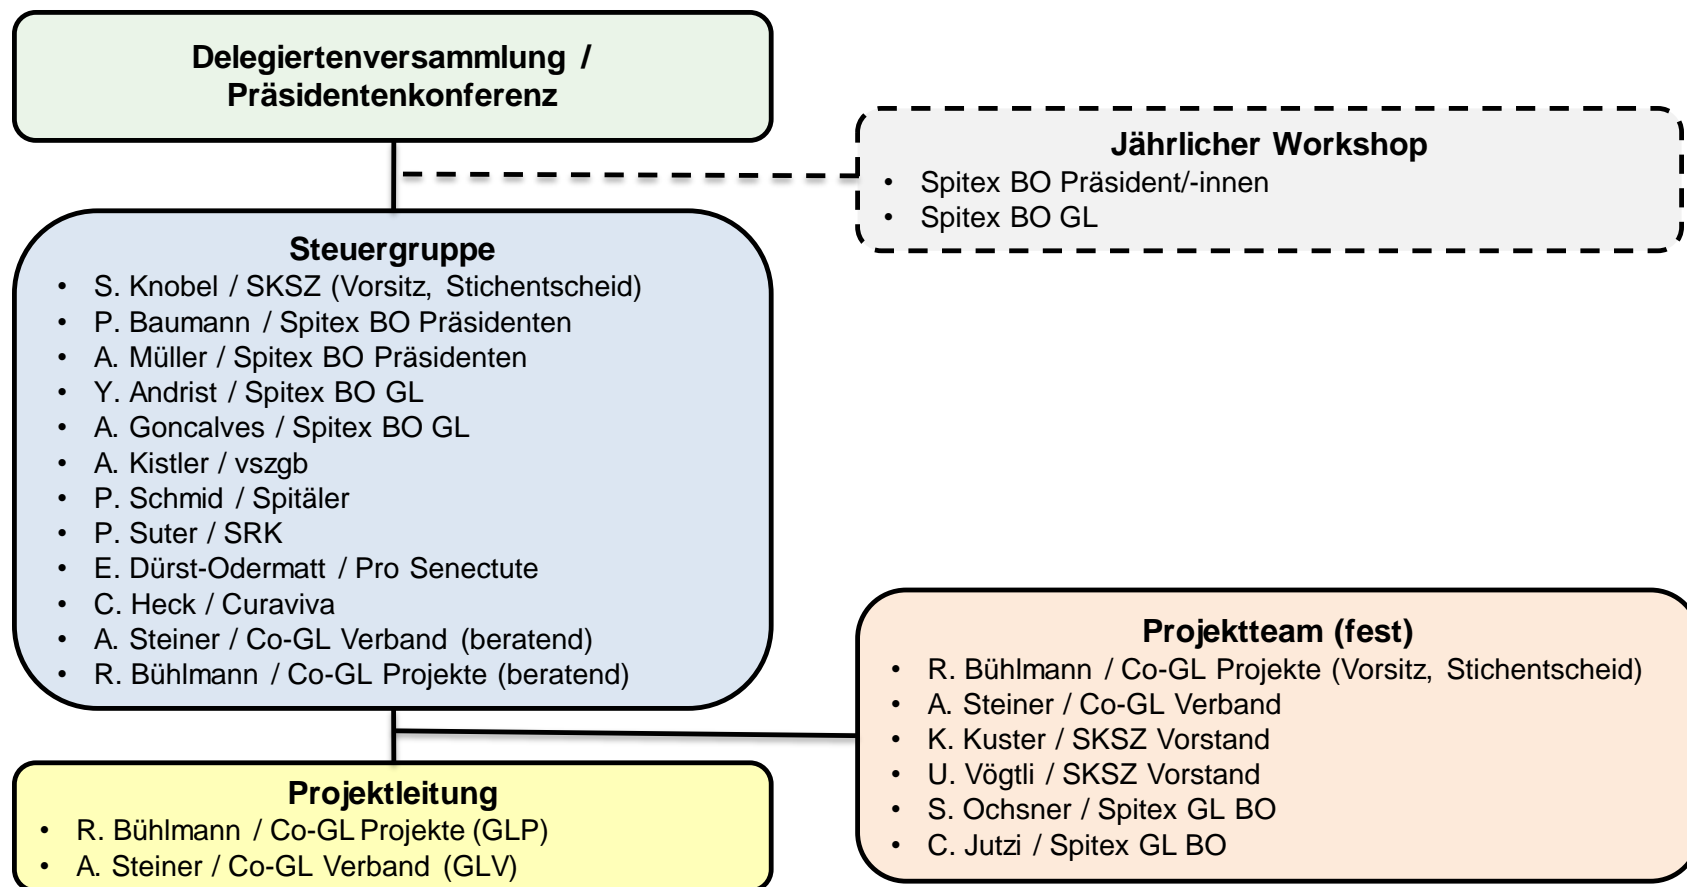 Delegiertenversammlung /
Präsidentenkonferenz
Jährlicher Workshop
• Spitex BO Präsident/-innen
• Spitex BO GL
Steuergruppe
• S. Knobel / SKSZ (Vorsitz, Stichentscheid)
• P. Baumann / Spitex BO Präsidenten
• A. Müller / Spitex BO Präsidenten
• Y. Andrist / Spitex BO GL
• A. Goncalves / Spitex BO GL
• A. Kistler / vszgb
• P. Schmid / Spitäler
• P. Suter / SRK
• E. Dürst-Odermatt / Pro Senectute
• C. Heck / Curaviva
• A. Steiner / Co-GL Verband (beratend)
• R. Bühlmann / Co-GL Projekte (beratend)
Projektteam (fest)
• R. Bühlmann / Co-GL Projekte (Vorsitz, Stichentscheid)
• A. Steiner / Co-GL Verband
• K. Kuster / SKSZ Vorstand
• U. Vögtli / SKSZ Vorstand
• S. Ochsner / Spitex GL BO
• C. Jutzi / Spitex GL BO
Projektleitung
• R. Bühlmann / Co-GL Projekte (GLP)
• A. Steiner / Co-GL Verband (GLV)